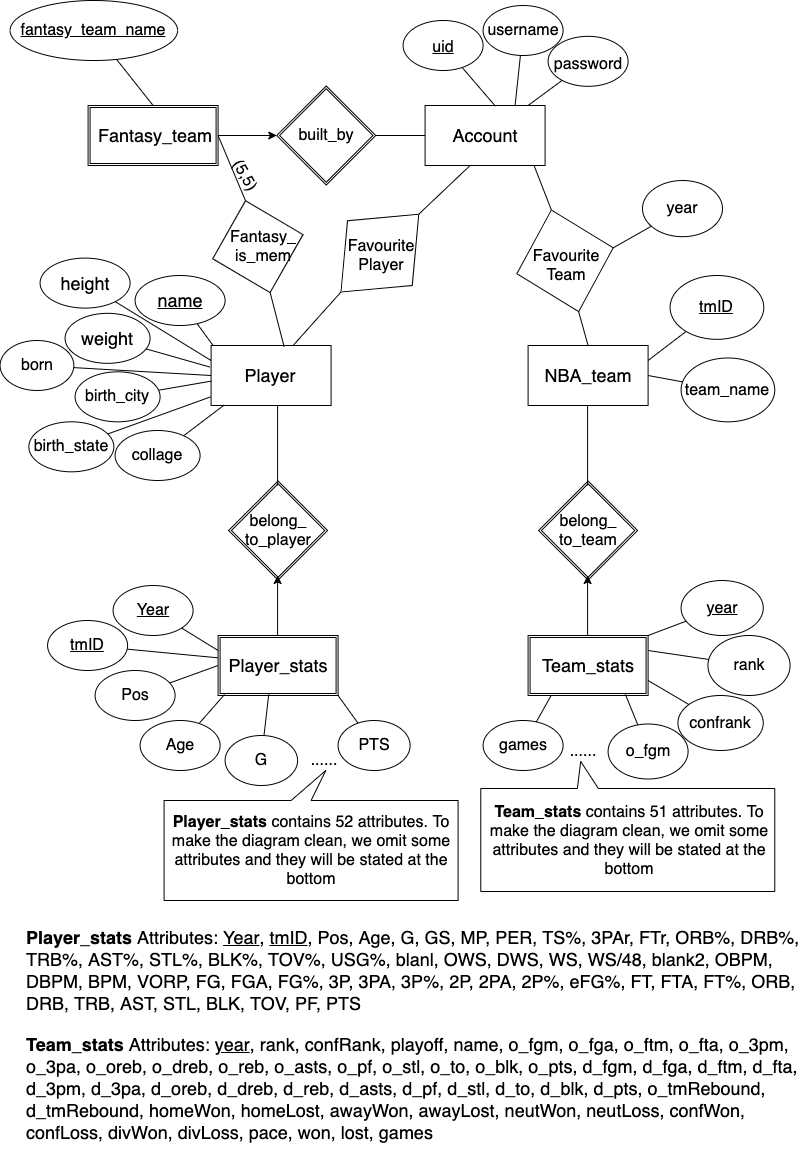 fantasy_team_name
uid
username
password
Fantasy_team
built_by
Account
(5,5)
Fantasy_
is_mem
Favourite
Player
Favourite
Team
year
height
name
weight
born
birth_city
birth_state
collage
Player
NBA_team
tmID
team_name
belong_
to_player
belong_
to_team
Year
tmID
Pos
Age
G
......
PTS
Player_stats
Team_stats
year
rank
confrank
games
......
o_fgm
Player_stats contains 52 attributes. To
make the diagram clean, we omit some
attributes and they will be stated at the
bottom
Team_stats contains 51 attributes. To
make the diagram clean, we omit some
attributes and they will be stated at the
bottom
Player_stats Attributes: Year, tmID, Pos, Age, G, GS, MP, PER, TS%, 3PAr, FTr, ORB%, DRB%,
TRB%, AST%, STL%, BLK%, TOV%, USG%, blanl, OWS, DWS, WS, WS/48, blank2, OBPM,
DBPM, BPM, VORP, FG, FGA, FG%, 3P, 3PA, 3P%, 2P, 2PA, 2P%, eFG%, FT, FTA, FT%, ORB,
DRB, TRB, AST, STL, BLK, TOV, PF, PTS
Team_stats Attributes: year, rank, confRank, playoff, name, o_fgm, o_fga, o_ftm, o_fta, o_3pm,
o_3pa, o_oreb, o_dreb, o_reb, o_asts, o_pf, o_stl, o_to, o_blk, o_pts, d_fgm, d_fga, d_ftm, d_fta,
d_3pm, d_3pa, d_oreb, d_dreb, d_reb, d_asts, d_pf, d_stl, d_to, d_blk, d_pts, o_tmRebound,
d_tmRebound, homeWon, homeLost, awayWon, awayLost, neutWon, neutLoss, confWon,
confLoss, divWon, divLoss, pace, won, lost, games